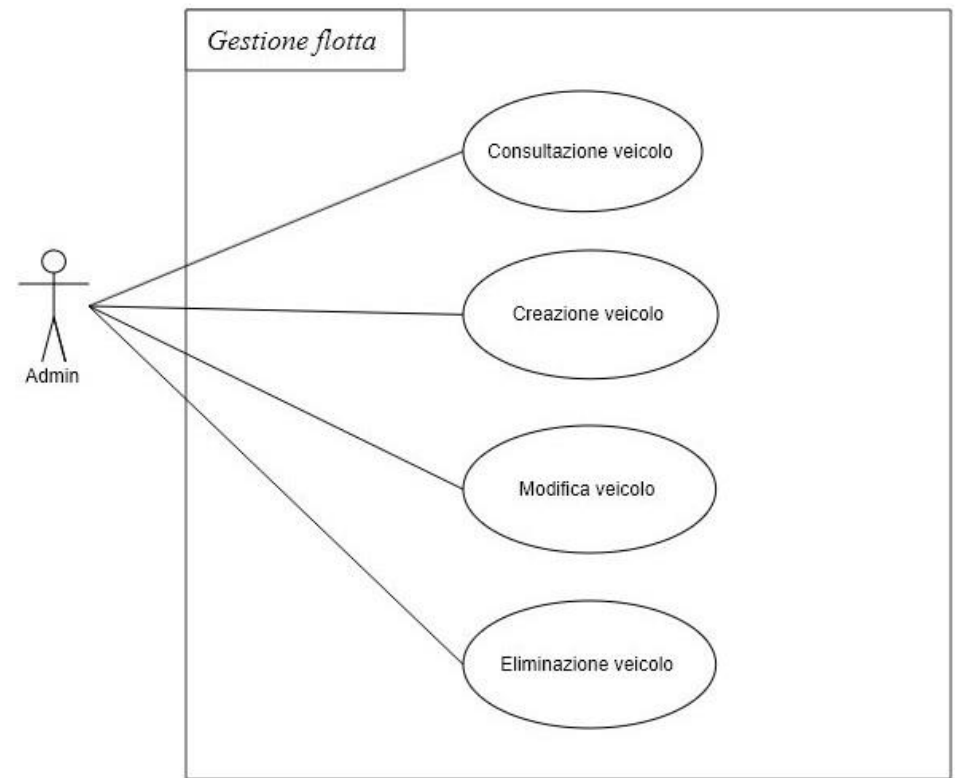 Gestione flotta
Consultazione veicolo
Creazione veicolo
Admin
Modifica veicolo
Eliminazione veicolo